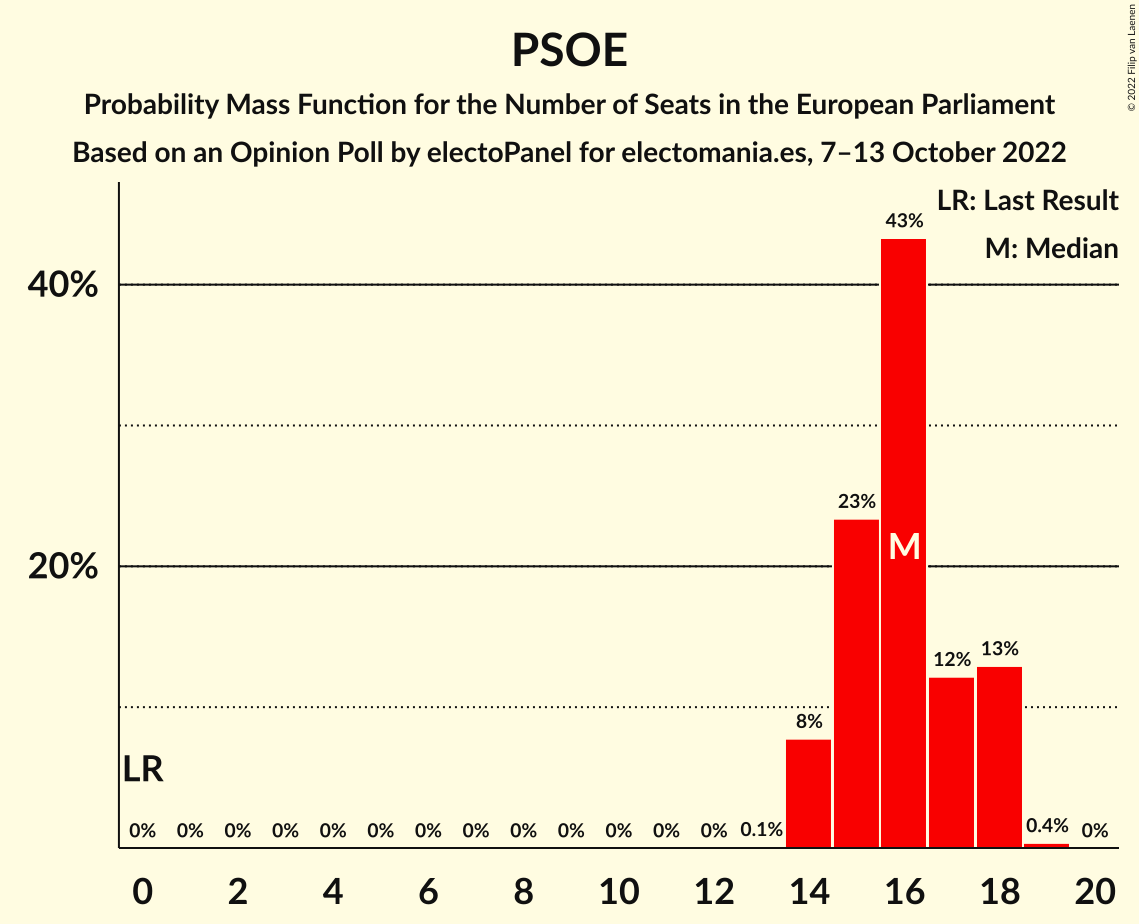 PSOE
Probability Mass Function for the Number of Seats in the European Parliament
Based on an Opinion Poll by electoPanel for electomania.es, 7–13 October 2022
© 2022 Filip van Laenen
LR: Last Result
M: Median
43%
40%
23%
M
20%
13%
12%
8%
LR
0% 0% 0% 0% 0% 0% 0% 0% 0% 0% 0% 0% 0% 0.1% 0.4% 0%
0 2 4 6 8 10 12 14 16 18 20